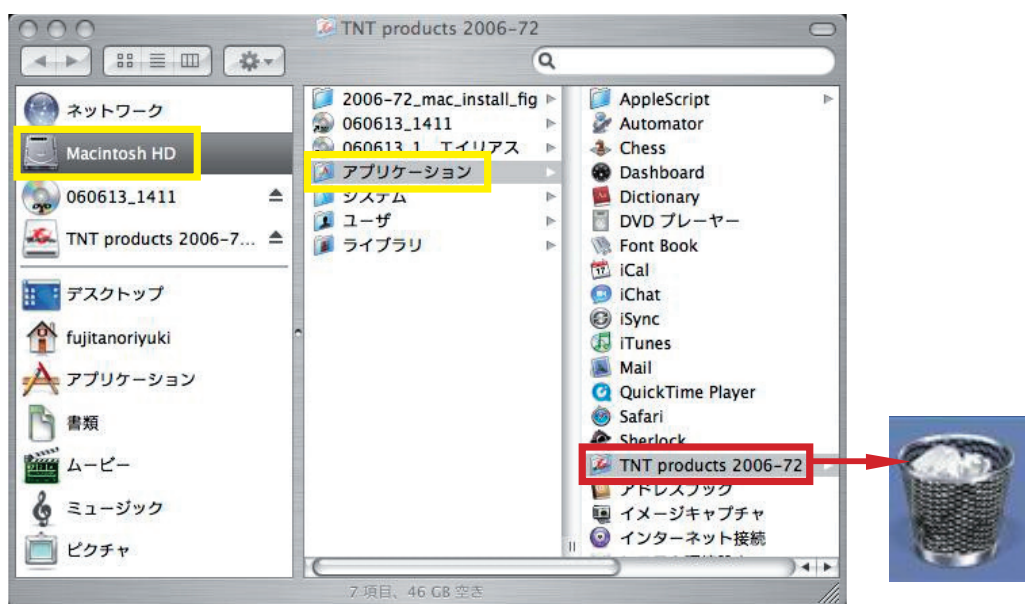 TNT products 2006-72
ネットワーク
Macintosh HD
060613_1411
TNT products 2006-7...
デスクトップ
fujitanoriyuki
アプリケーション
書類
ムービー
ミュージック
ピクチャ
2006-72_mac_install_fig
060613_1411
060613_1 エイリアス
アプリケーション
システム
ユーザ
ライブラリ
AppleScript
Automator
Chess
Dashboard
Dictionary
DVD プレーヤー
Font Book
iCal
iChat
iSync
iTunes
Mail
QuickTime Player
Safari
Sherlock
TNT products 2006-72
アドレスブック
イメージキャプチャ
インターネット接続
7 項目、46 GB 空き